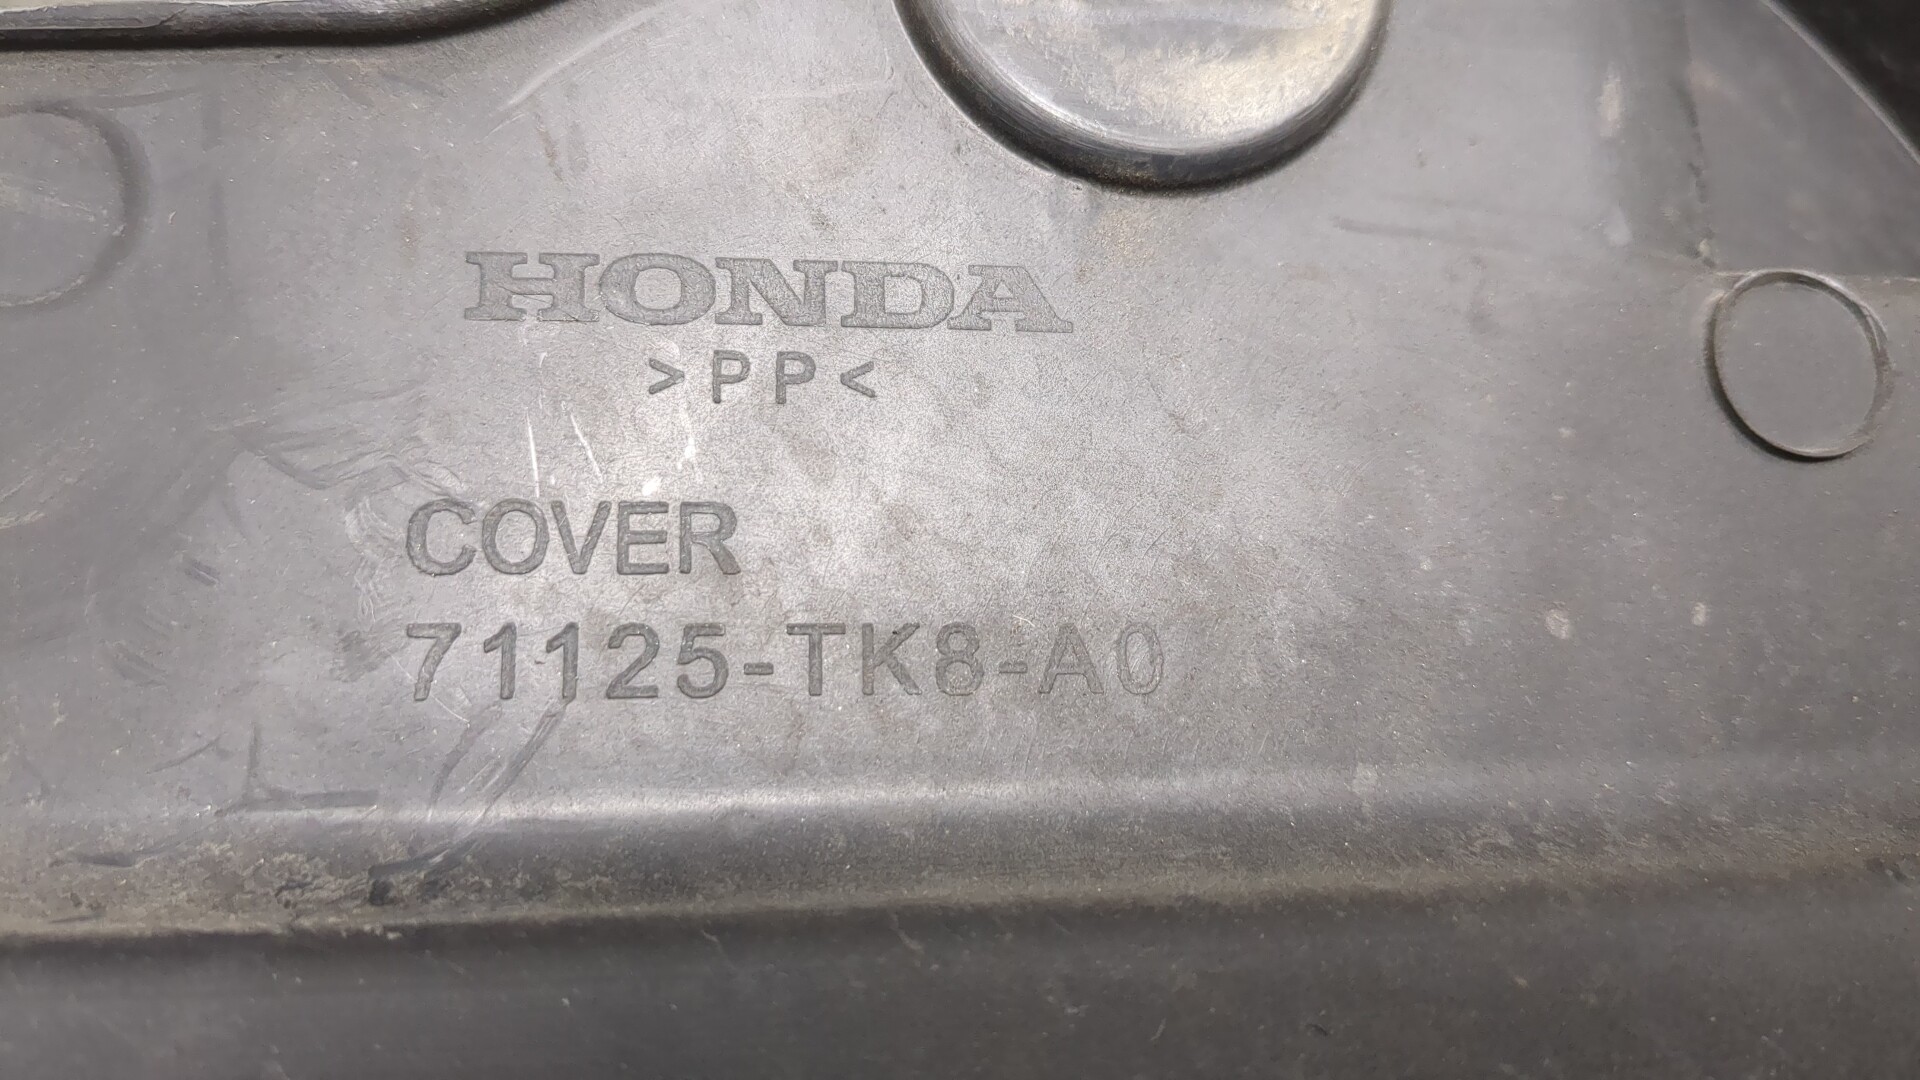 HONDA
>PP<
COVER
71125-TK8-A0